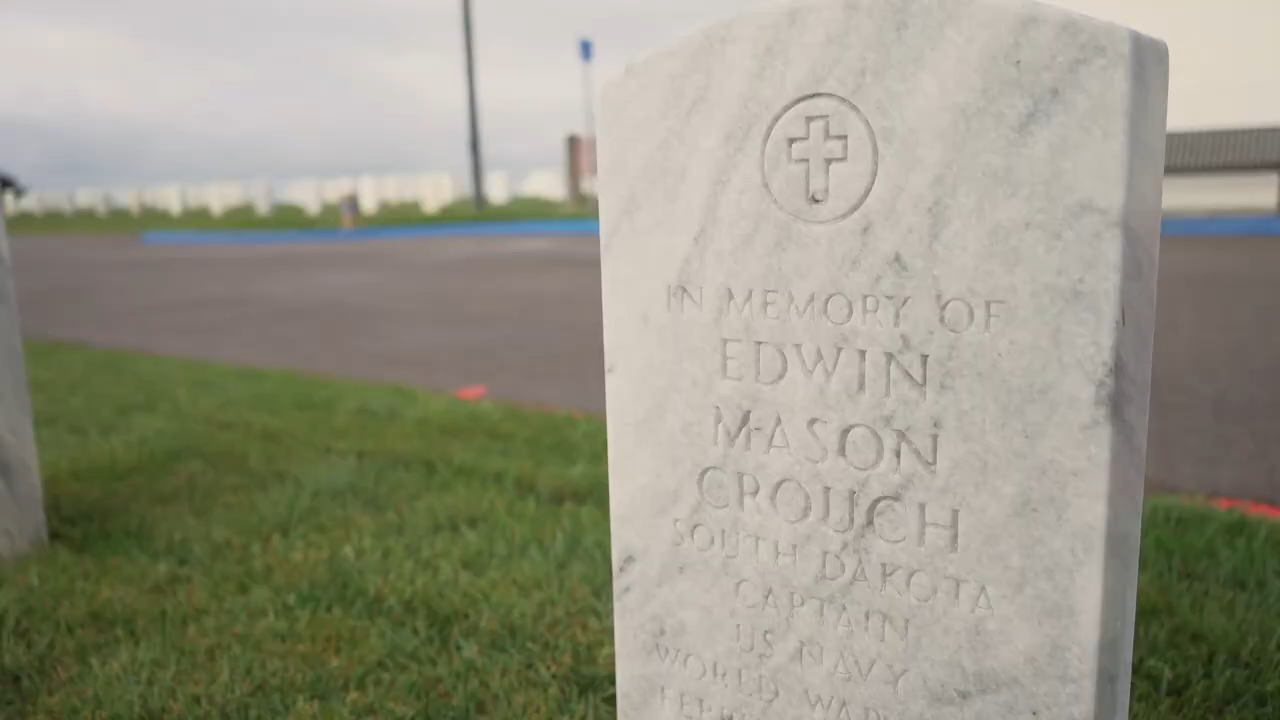 IN MEMORY OF
EDWIN
MASON
CROUCH
SOUTH DAKOTA
CAPTAIN
US NAVY
WORLD WAR